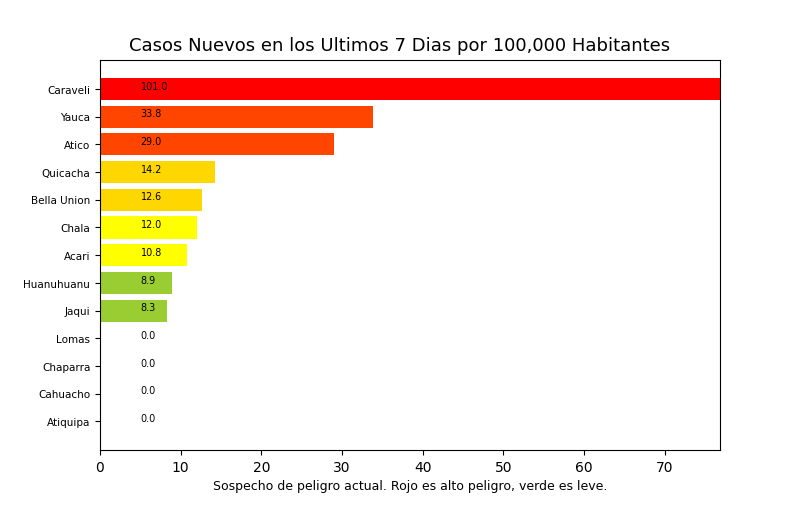 Casos Nuevos en los Ultimos 7 Dias por 100,000 Habitantes
Caraveli 101.0
Yauca 33.8
Atico 29.0
Quicacha 14.2
Bella Union 12.6
Chala 12.0
Acari 10.8
Huanuhuanu 8.9
Jaqui 8.3
Lomas 0.0
Chaparra 0.0
Cahuacho 0.0
Atiquipa 0.0
0 10 20 30 40 50 60 70
Sospecho de peligro actual. Rojo es alto peligro, verde es leve.